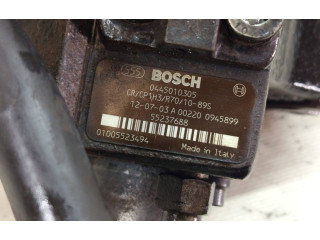 BOSCH
0445010305
CR/CP1H3/R70/10-89S
12-07-03 A 00220 0945899
55237688
01005523494
Made in Italy